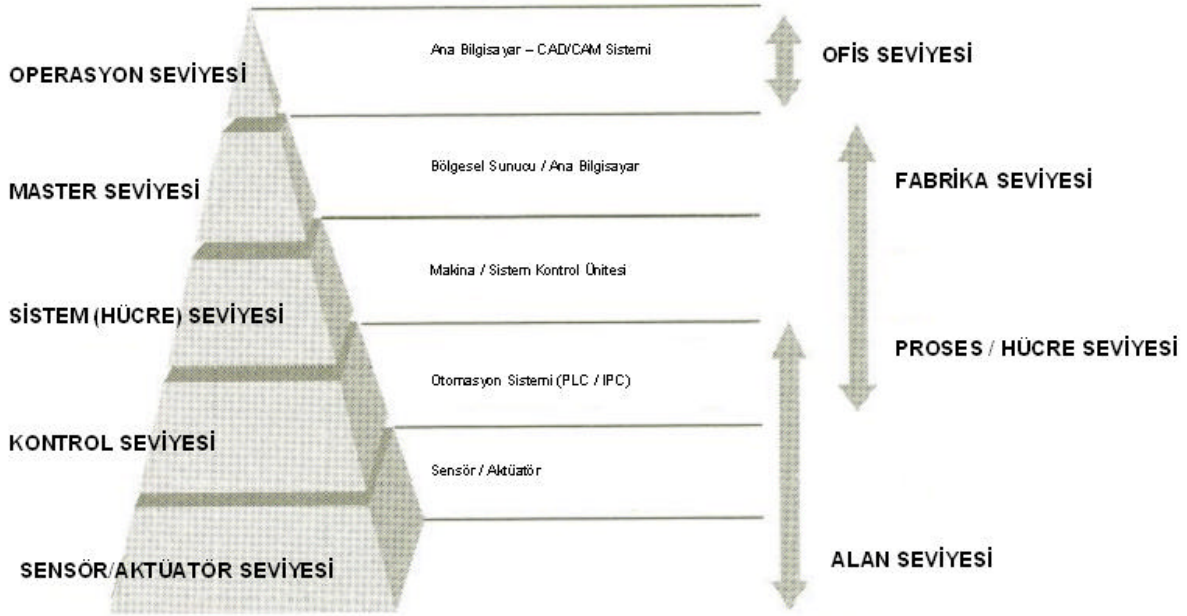 OPERASYON SEVİYESİ
Ana Bilgisayar – CAD/CAM Sistemi
OFİS SEVİYESİ
MASTER SEVİYESİ
Bölgesel Sunucu / Ana Bilgisayar
FABRİKA SEVİYESİ
SİSTEM (HÜCRE) SEVİYESİ
Makina / Sistem Kontrol Ünitesi
PROSES / HÜCRE SEVİYESİ
KONTROL SEVİYESİ
Otomasyon Sistemi (PLC / IPC)
SENSÖR/AKTÜATÖR SEVİYESİ
Sensör / Aktüatör
ALAN SEVİYESİ